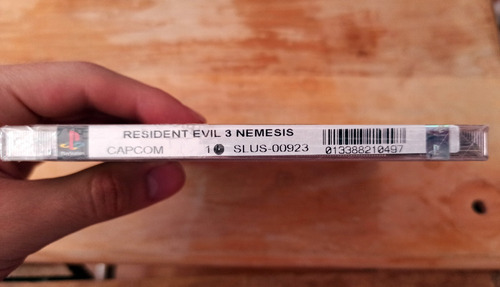 RESIDENT EVIL 3 NEMESIS
CAPCOM 1 SLUS-00923
013388210497